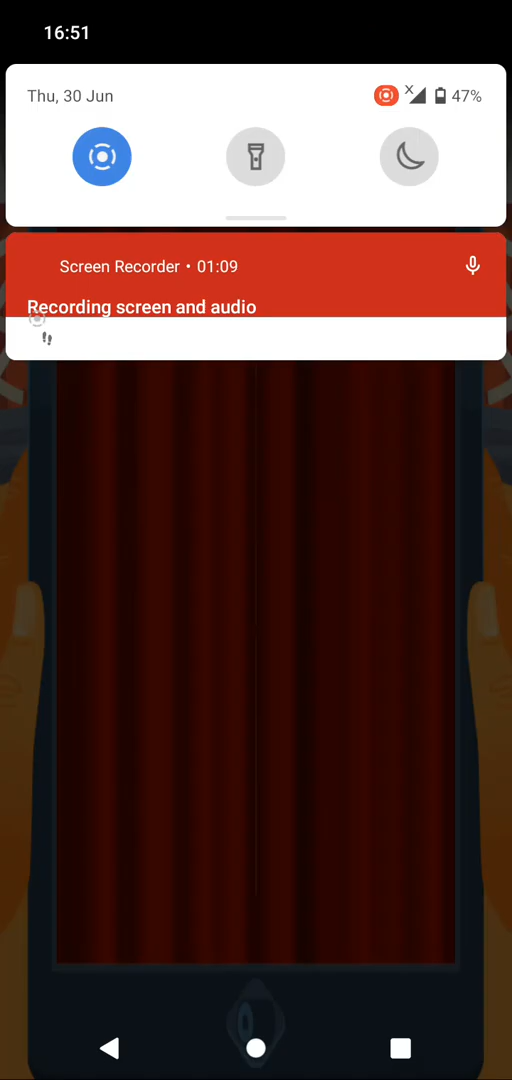 16:51
Thu, 30 Jun
47%
Screen Recorder • 01:09
Recording screen and audio